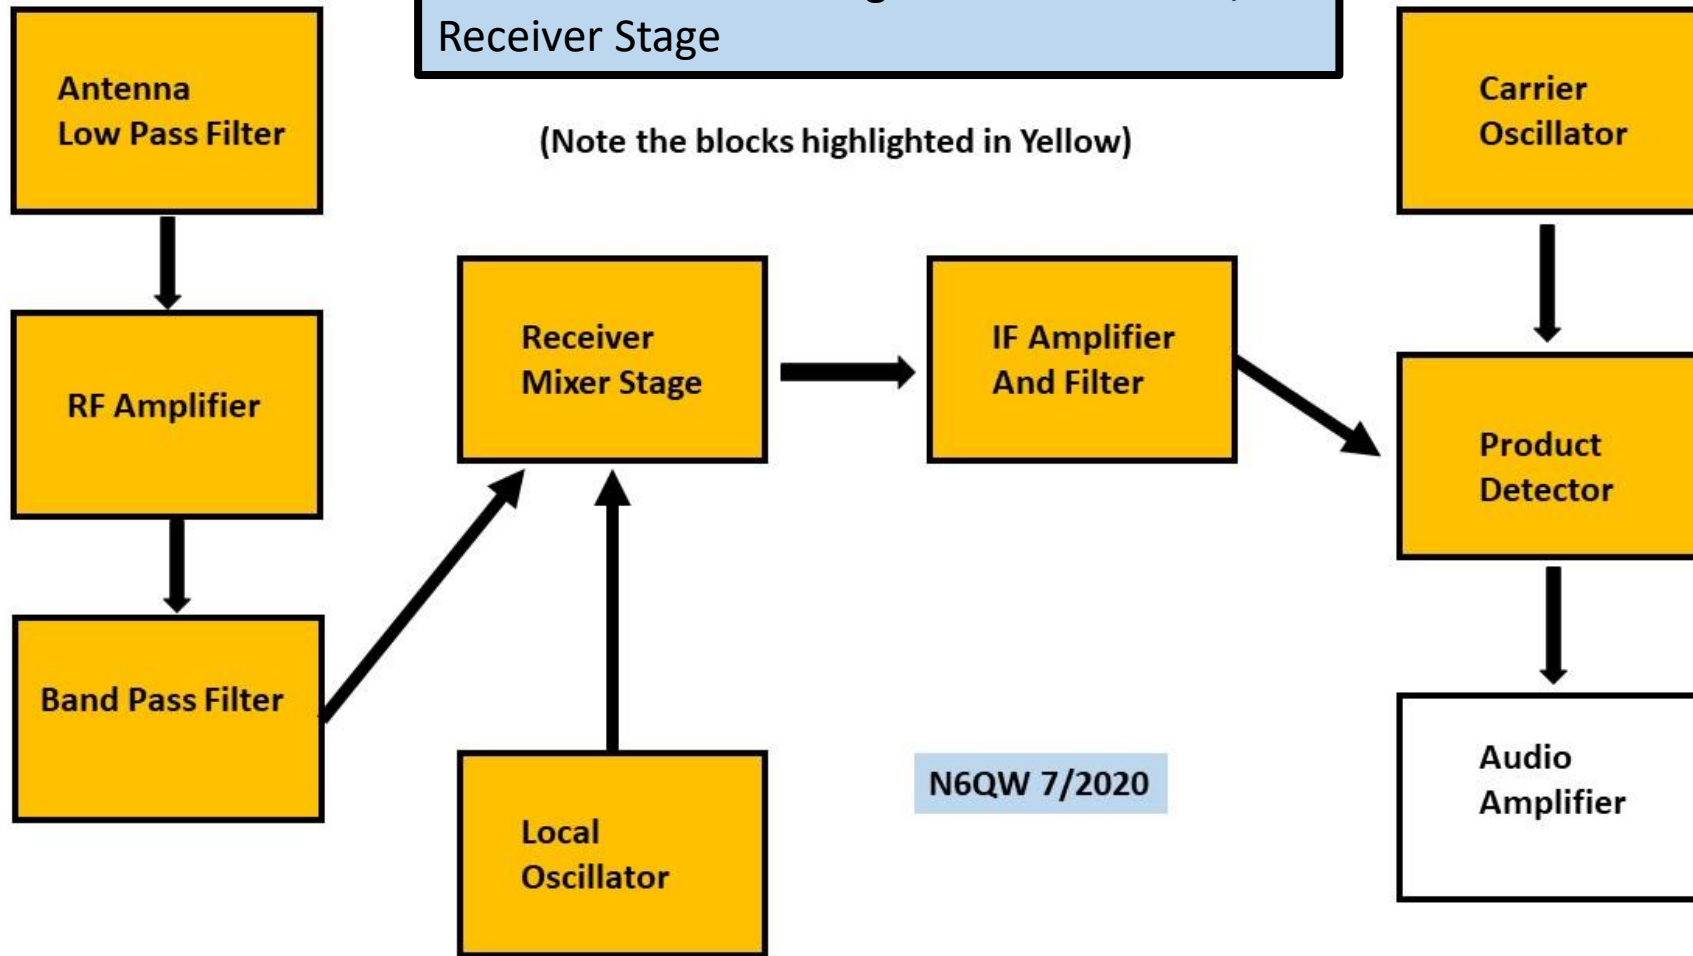 Receiver Stage
(Note the blocks highlighted in Yellow)
Antenna
Low Pass Filter
RF Amplifier
Band Pass Filter
Receiver
Mixer Stage
Local
Oscillator
IF Amplifier
And Filter
Carrier
Oscillator
Product
Detector
Audio
Amplifier
N6QW 7/2020